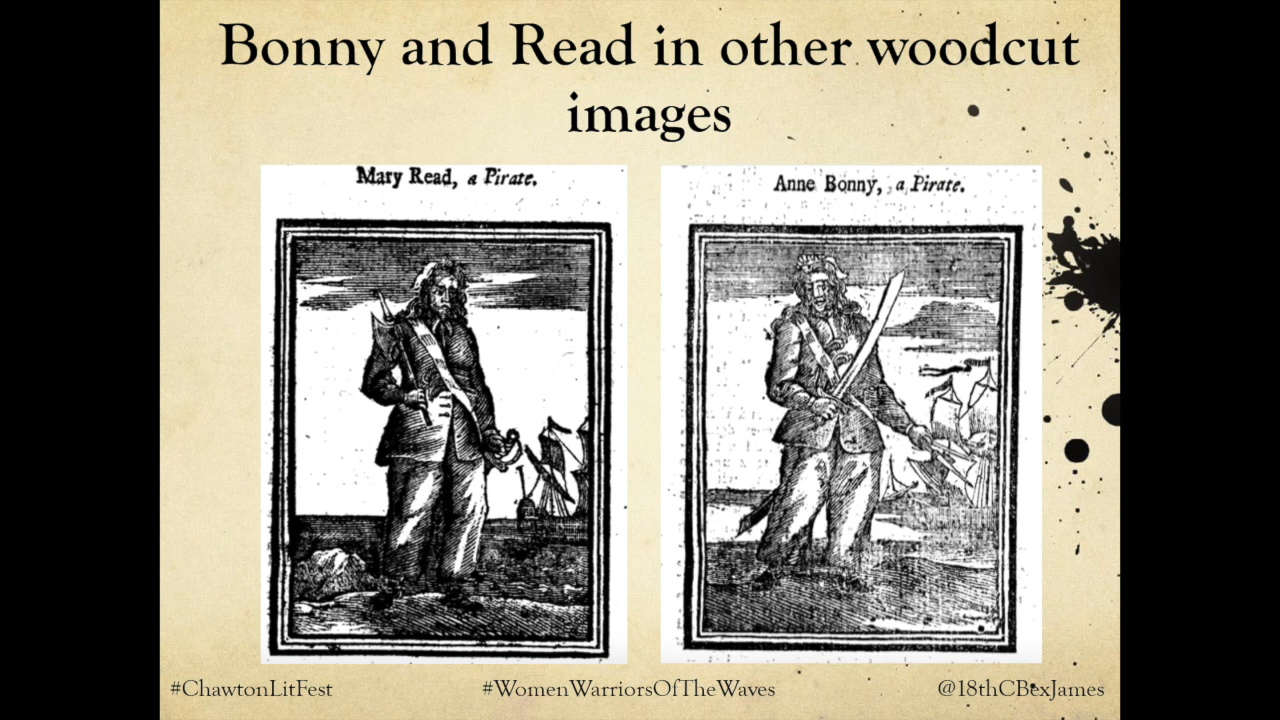 Bonny and Read in other woodcut
images
Mary Read, a Pirate.
Anne Bonny, a Pirate.
#ChawtonLitFest
#WomenWarriorsOfTheWaves
@18thCBexJames